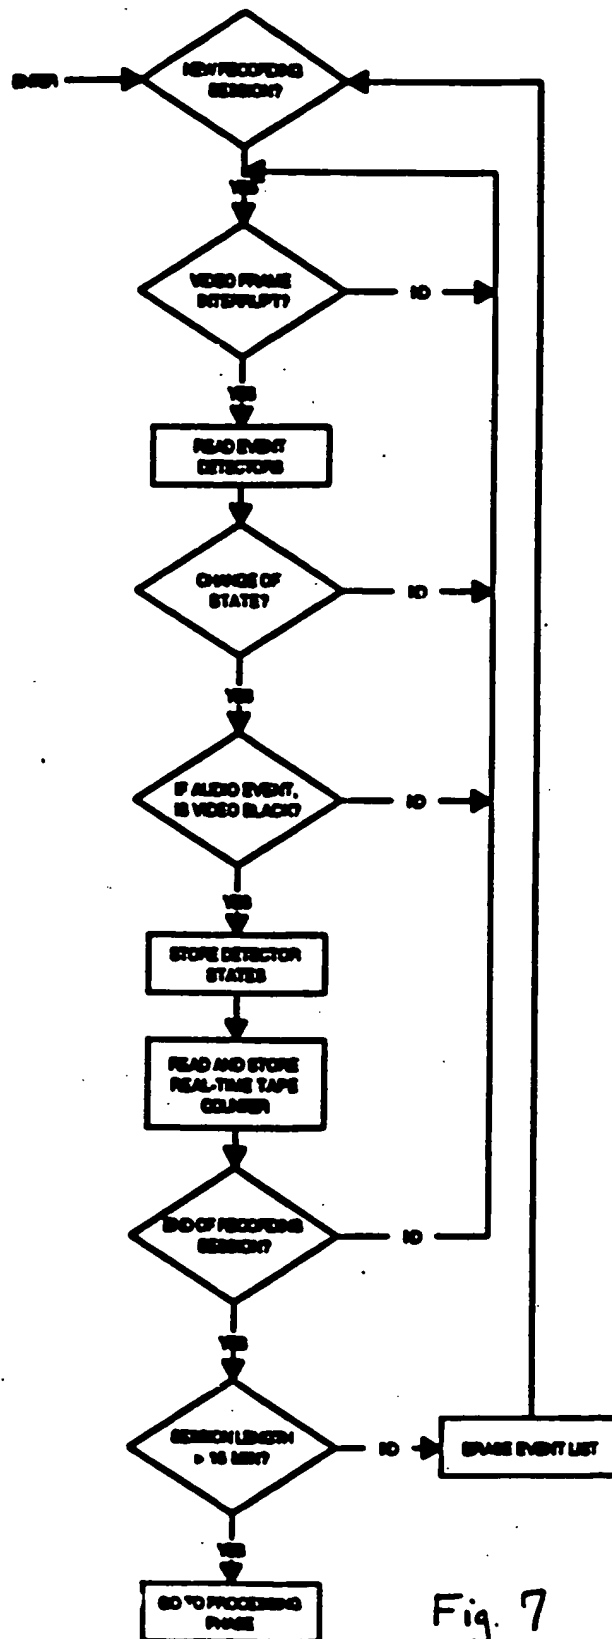 ENTER
NEW RECORDING
SESSION?
YES
VIDEO FRAME
INTERRUPT?
NO
YES
READ EVENT
DETECTORS
CHANGE OF
STATE?
NO
YES
IF AUDIO EVENT,
IS VIDEO BLACK?
NO
YES
STORE DETECTOR
STATES
READ AND STORE
REAL-TIME TAPE
COUNTER
END OF RECORDING
SESSION?
NO
YES
SESSION LENGTH
> 15 MIN?
NO
ERASE EVENT LIST
YES
GO TO PROCESSING
PHASE
Fig. 7